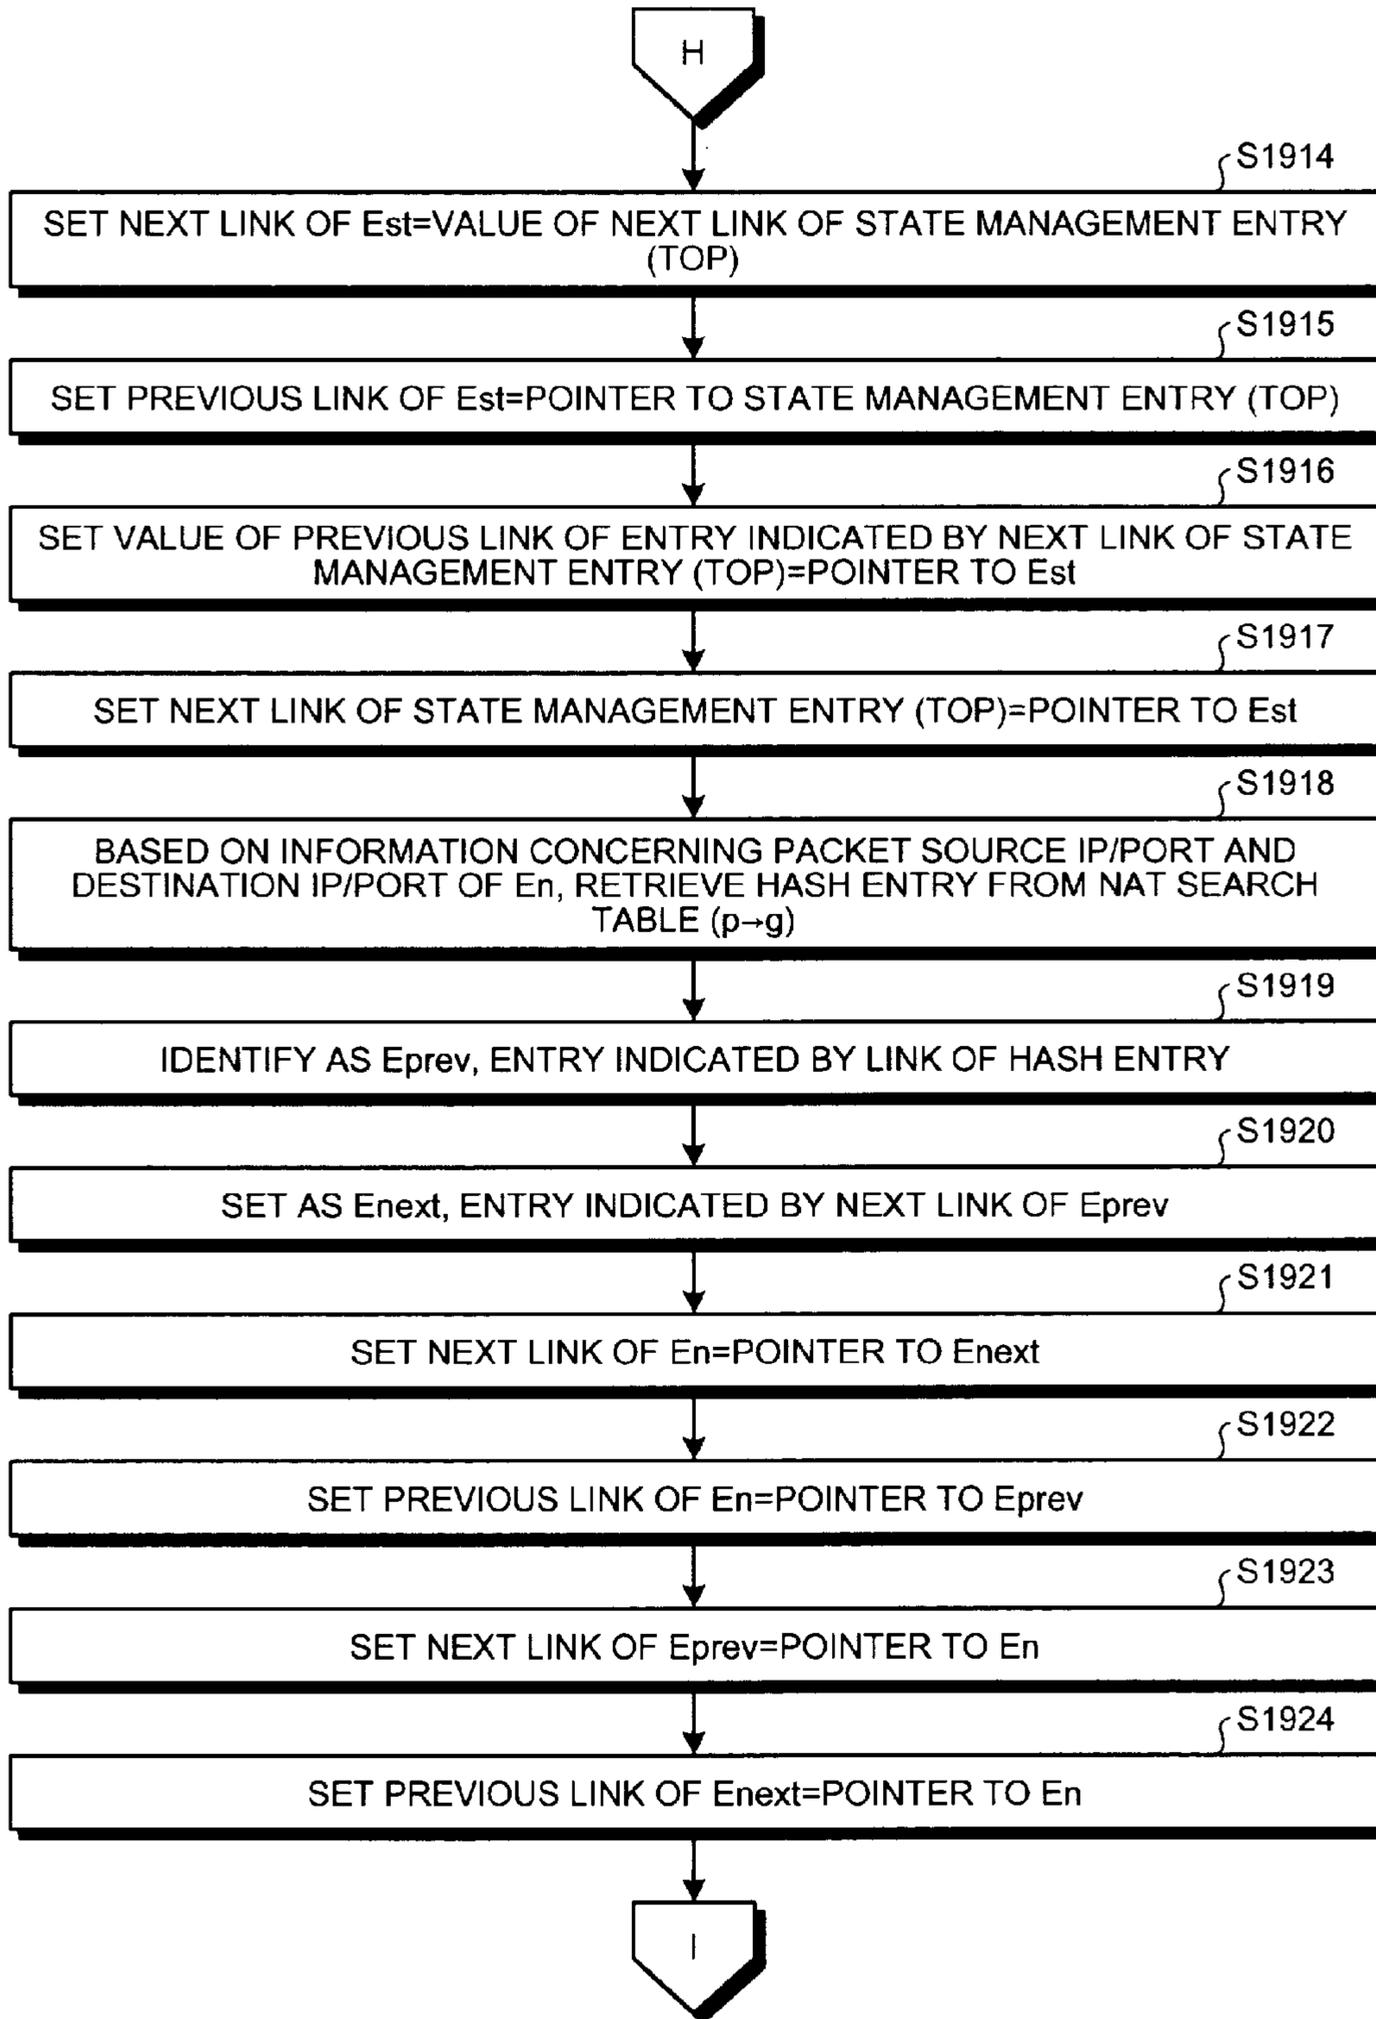 H
S1914
SET NEXT LINK OF Est=VALUE OF NEXT LINK OF STATE MANAGEMENT ENTRY
(TOP)
S1915
SET PREVIOUS LINK OF Est=POINTER TO STATE MANAGEMENT ENTRY (TOP)
S1916
SET VALUE OF PREVIOUS LINK OF ENTRY INDICATED BY NEXT LINK OF STATE
MANAGEMENT ENTRY (TOP)=POINTER TO Est
S1917
SET NEXT LINK OF STATE MANAGEMENT ENTRY (TOP)=POINTER TO Est
S1918
BASED ON INFORMATION CONCERNING PACKET SOURCE IP/PORT AND
DESTINATION IP/PORT OF En, RETRIEVE HASH ENTRY FROM NAT SEARCH
TABLE (p→g)
S1919
IDENTIFY AS Eprev, ENTRY INDICATED BY LINK OF HASH ENTRY
S1920
SET AS Enext, ENTRY INDICATED BY NEXT LINK OF Eprev
S1921
SET NEXT LINK OF En=POINTER TO Enext
S1922
SET PREVIOUS LINK OF En=POINTER TO Eprev
S1923
SET NEXT LINK OF Eprev=POINTER TO En
S1924
SET PREVIOUS LINK OF Enext=POINTER TO En
I